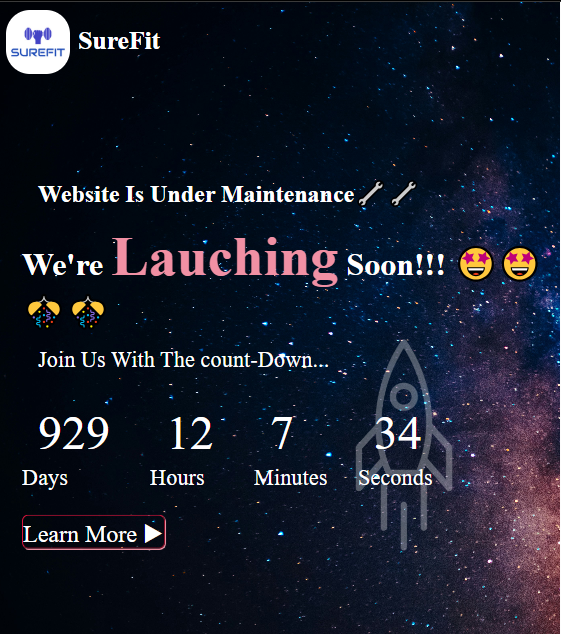 SUREFIT
SureFit
Website Is Under Maintenance🔧 🔧
We're Lauching Soon!!! 🤩 🤩
🎊 🎊
Join Us With The count-Down...
929 12 7 34
Days Hours Minutes Seconds
Learn More ▶